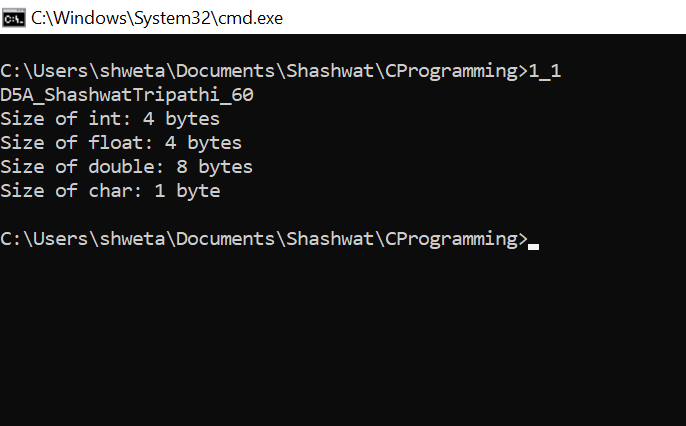 C:\Windows\System32\cmd.exe
C:\Users\shweta\Documents\Shashwat\CProgramming>1_1
D5A_ShashwatTripathi_60
Size of int: 4 bytes
Size of float: 4 bytes
Size of double: 8 bytes
Size of char: 1 byte
C:\Users\shweta\Documents\Shashwat\CProgramming>